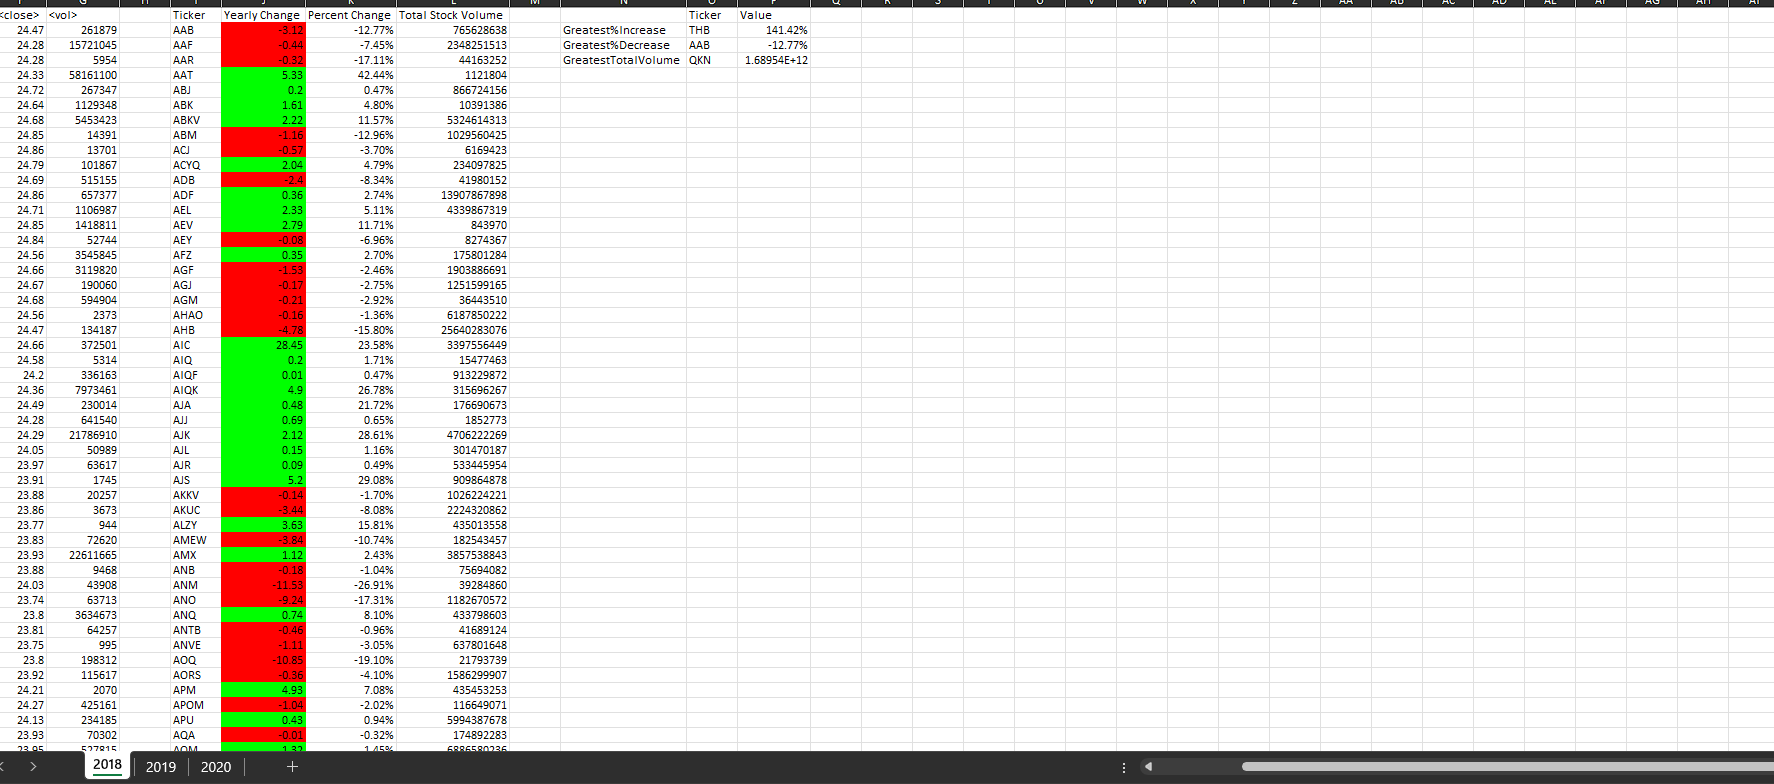 <close> <vol> Ticker Yearly Change Percent Change Total Stock Volume Ticker Value
24.47 261879 AAB -3.12 -12.77% 765628638 Greatest%Increase THB 141.42%
24.28 15721045 AAF -0.44 -7.45% 2348251513 Greatest%Decrease AAB -12.77%
24.28 5954 AAR -0.32 -17.11% 44163252 GreatestTotalVolume QKN 1.68954E+12
24.33 58161100 AAT 5.33 42.44% 1121804
24.72 267347 ABJ 0.2 0.47% 866724156
24.64 1129348 ABK 1.61 4.80% 10391386
24.68 5453423 ABKV 2.22 11.57% 5324614313
24.85 14391 ABM -1.16 -12.96% 1029560425
24.86 13701 ACJ -0.57 -3.70% 6169423
24.79 101867 ACYQ 2.04 4.79% 234097825
24.69 515155 ADB -2.4 -8.34% 41980152
24.86 657377 ADF 0.36 2.74% 13907867898
24.71 1106987 AEL 2.33 5.11% 4339867319
24.85 1418811 AEV 2.79 11.71% 843970
24.84 52744 AEY -0.08 -6.96% 8274367
24.56 3545845 AFZ 0.35 2.70% 175801284
24.66 3119820 AGF -1.53 -2.46% 1903886691
24.67 190060 AGJ -0.17 -2.75% 1251599165
24.68 594904 AGM -0.21 -2.92% 36443510
24.56 2373 AHAO -0.16 -1.36% 6187850222
24.47 134187 AHB -4.78 -15.80% 25640283076
24.66 372501 AIC 28.45 23.58% 3397556449
24.58 5314 AIQ 0.2 1.71% 15477463
24.2 336163 AIQF 0.01 0.47% 913229872
24.36 7973461 AIQK 4.9 26.78% 315696267
24.49 230014 AJA 0.48 21.72% 176690673
24.28 641540 AJJ 0.69 0.65% 1852773
24.29 21786910 AJK 2.12 28.61% 4706222269
24.05 50989 AJL 0.15 1.16% 301470187
23.97 63617 AJR 0.09 0.49% 533445954
23.91 1745 AJS 5.2 29.08% 909864878
23.88 20257 AKKV -0.14 -1.70% 1026224221
23.86 3673 AKUC -3.44 -8.08% 2224320862
23.77 944 ALZY 3.63 15.81% 435013558
23.83 72620 AMEW -3.84 -10.74% 182543457
23.93 22611665 AMX 1.12 2.43% 3857538843
23.88 9468 ANB -0.18 -1.04% 75694082
24.03 43908 ANM -11.53 -26.91% 39284860
23.74 63713 ANO -9.24 -17.31% 1182670572
23.8 3634673 ANQ 0.74 8.10% 433798603
23.81 64257 ANTB -0.46 -0.96% 41689124
23.75 995 ANVE -1.11 -3.05% 637801648
23.8 198312 AOQ -10.85 -19.10% 21793739
23.92 115617 AORS -0.36 -4.10% 1586299907
24.21 2070 APM 4.93 7.08% 435453253
24.27 425161 APOM -1.04 -2.02% 116649071
24.13 234185 APU 0.43 0.94% 5994387678
23.93 70302 AQA -0.01 -0.32% 174892283
23.95 527815 AQM 1.32 1.45% 6886580236
2018 2019 2020